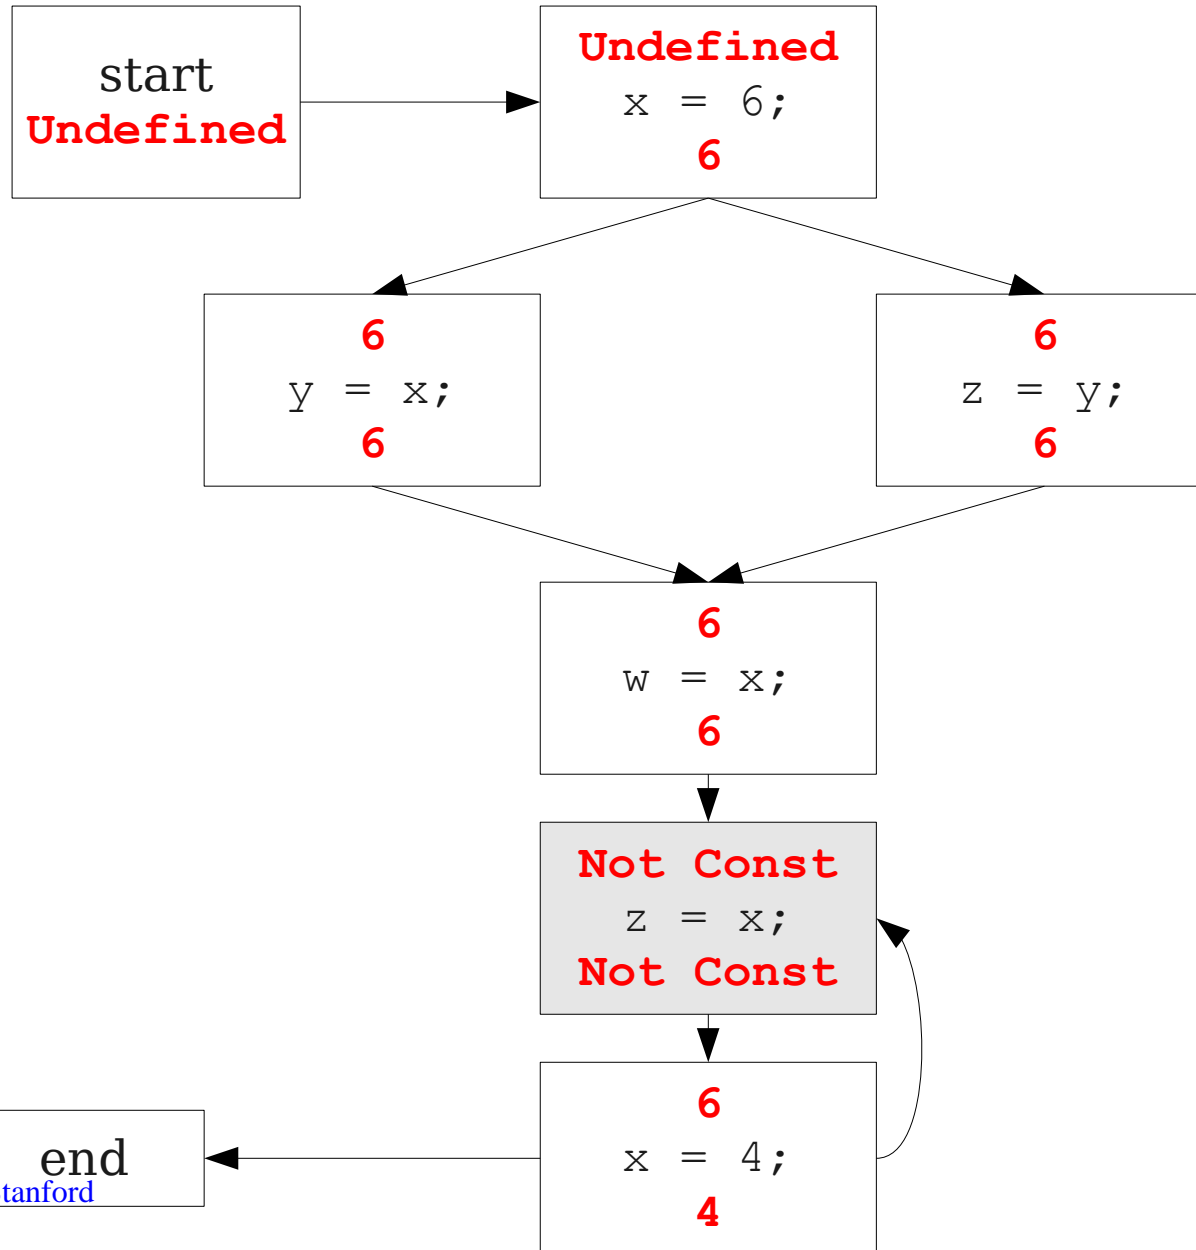 start
Undefined
Undefined
x = 6;
6
6
y = x;
6
6
z = y;
6
6
w = x;
6
Not Const
z = x;
Not Const
6
x = 4;
4
end